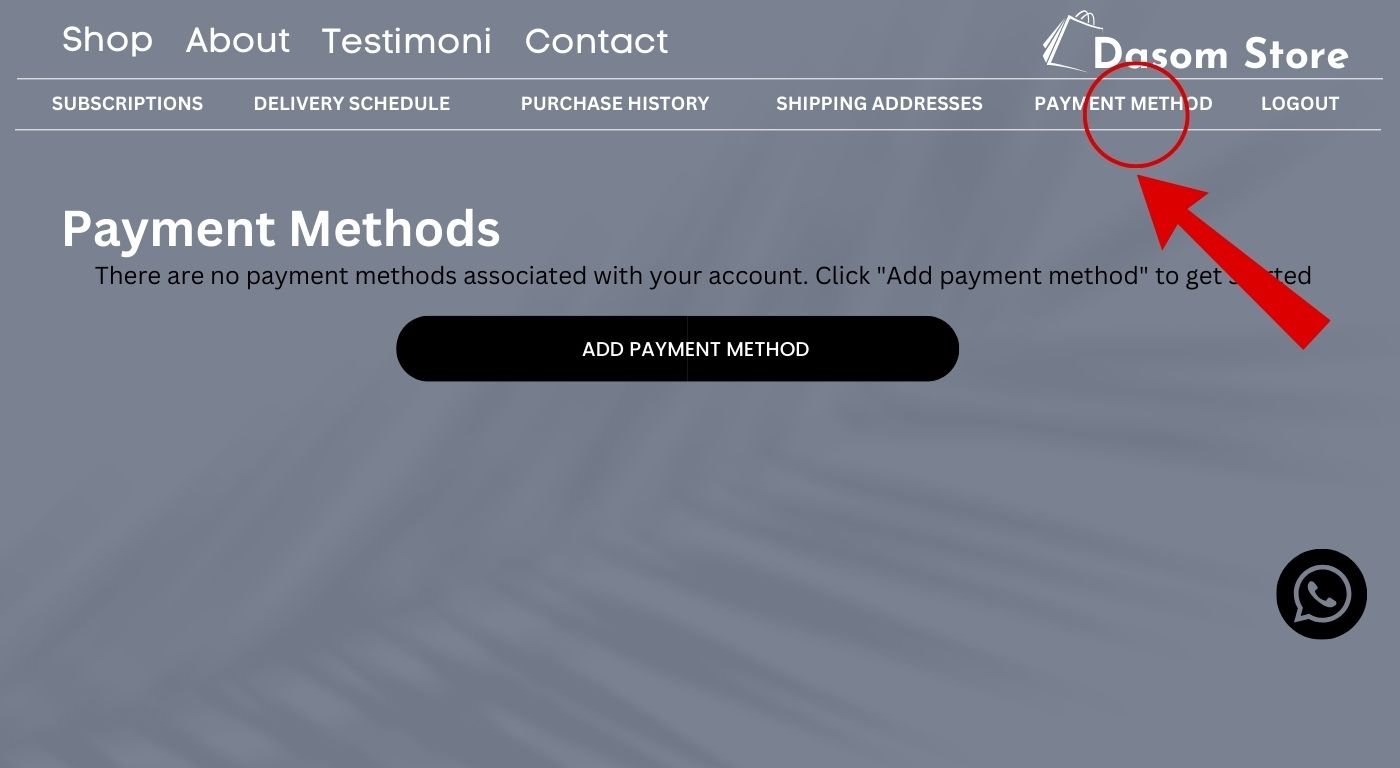 Shop About Testimoni Contact
Dasom Store
SUBSCRIPTIONS DELIVERY SCHEDULE PURCHASE HISTORY SHIPPING ADDRESSES PAYMENT METHOD LOGOUT
Payment Methods
There are no payment methods associated with your account. Click "Add payment method" to get started
ADD PAYMENT METHOD